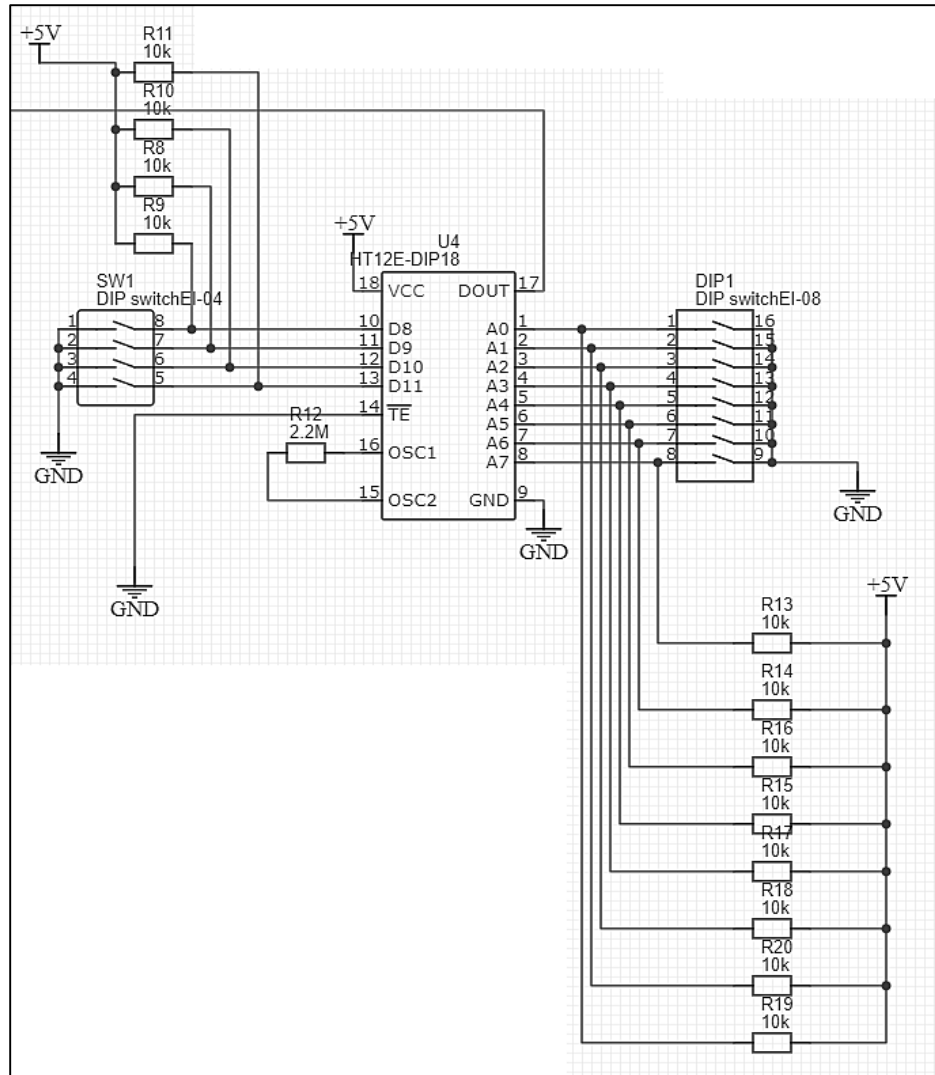 +5V
R11
10k
R10
10k
R8
10k
R9
10k
+5V
U4
HT12E-DIP18
SW1
DIP switchEI-04
DIP1
DIP switchEI-08
18 VCC DOUT 17
1 8 10 D8 A0 1 1 16
2 7 11 D9 A1 2 2 15
3 6 12 D10 A2 3 3 14
4 5 13 D11 A3 4 4 13
14 TE A4 5 5 12
A5 6 6 11
R12
2.2M
16 OSC1 A6 7 7 10
A7 8 8 9
15 OSC2 GND 9
GND
GND
GND
GND
+5V
R13
10k
R14
10k
R16
10k
R15
10k
R17
10k
R18
10k
R20
10k
R19
10k